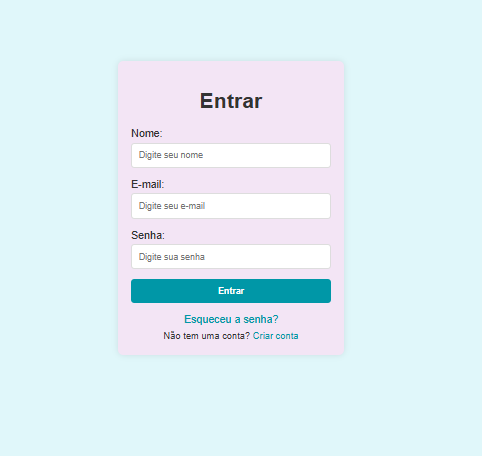 Entrar
Nome:
Digite seu nome
E-mail:
Digite seu e-mail
Senha:
Digite sua senha
Entrar
Esqueceu a senha?
Não tem uma conta? Criar conta